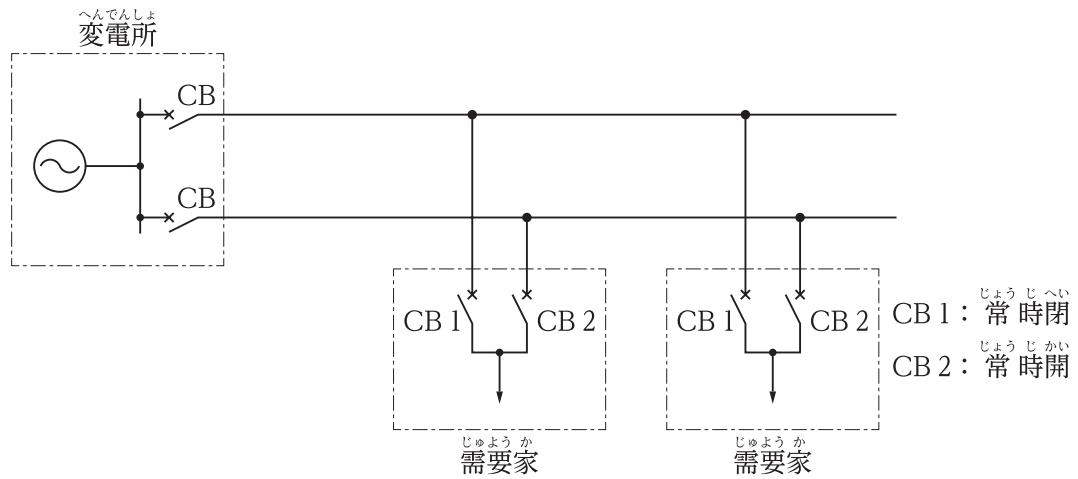 へんでんしょ
変電所
CB
CB
CB 1
CB 2
CB 1
CB 2
じょう じ へい
CB 1：常時閉
じょう じ かい
CB 2：常時開
じゅよう か
需要家
じゅよう か
需要家